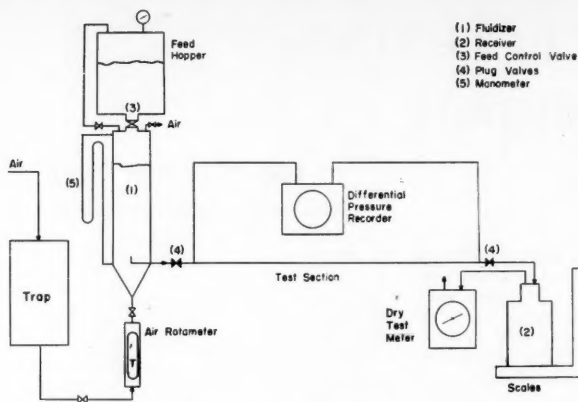 Feed
Hopper
(1) Fluidizer
(2) Receiver
(3) Feed Control Valve
(4) Plug Valves
(5) Manometer
(3)
Air
Air
(5)
(1)
Differential
Pressure
Recorder
(4)
(4)
Test Section
Trap
Air Rotameter
T
Dry
Test
Meter
(2)
Scales